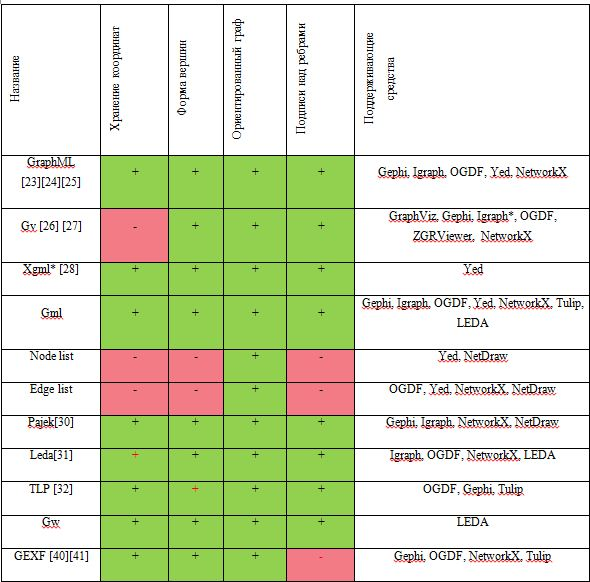 Название
Хранение координат
Форма вершин
Ориентированный граф
Подписи над ребрами
Поддерживающие
средства
GraphML
[23][24][25]
+ + + +
Gephi, Igraph, OGDF, Yed, NetworkX
Gv [26] [27]
- + + +
GraphViz, Gephi, Igraph*, OGDF,
ZGRViewer, NetworkX
Xgml* [28]
+ + + +
Yed
Gml
+ + + +
Gephi, Igraph, OGDF, Yed, NetworkX, Tulip,
LEDA
Node list
- - + -
Yed, NetDraw
Edge list
- - + -
OGDF, Yed, NetworkX, NetDraw
Pajek[30]
+ + + +
Gephi, Igraph, NetworkX, NetDraw
Leda[31]
+ + + +
Igraph, OGDF, NetworkX, LEDA
TLP [32]
+ + + +
OGDF, Gephi, Tulip
Gw
+ + + +
LEDA
GEXF [40][41]
+ + + -
Gephi, OGDF, NetworkX, Tulip